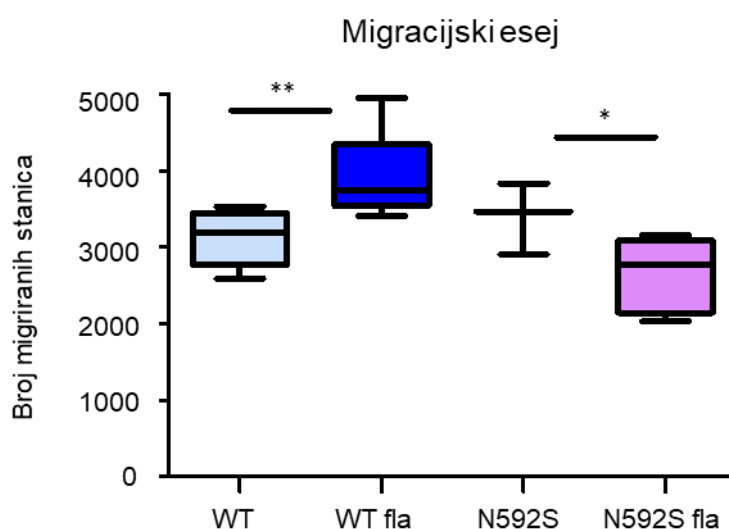 Migracijski esej
**
*
5000
4000
3000
2000
1000
0
Broj migriranih stanica
WT
WT fla
N592S
N592S fla